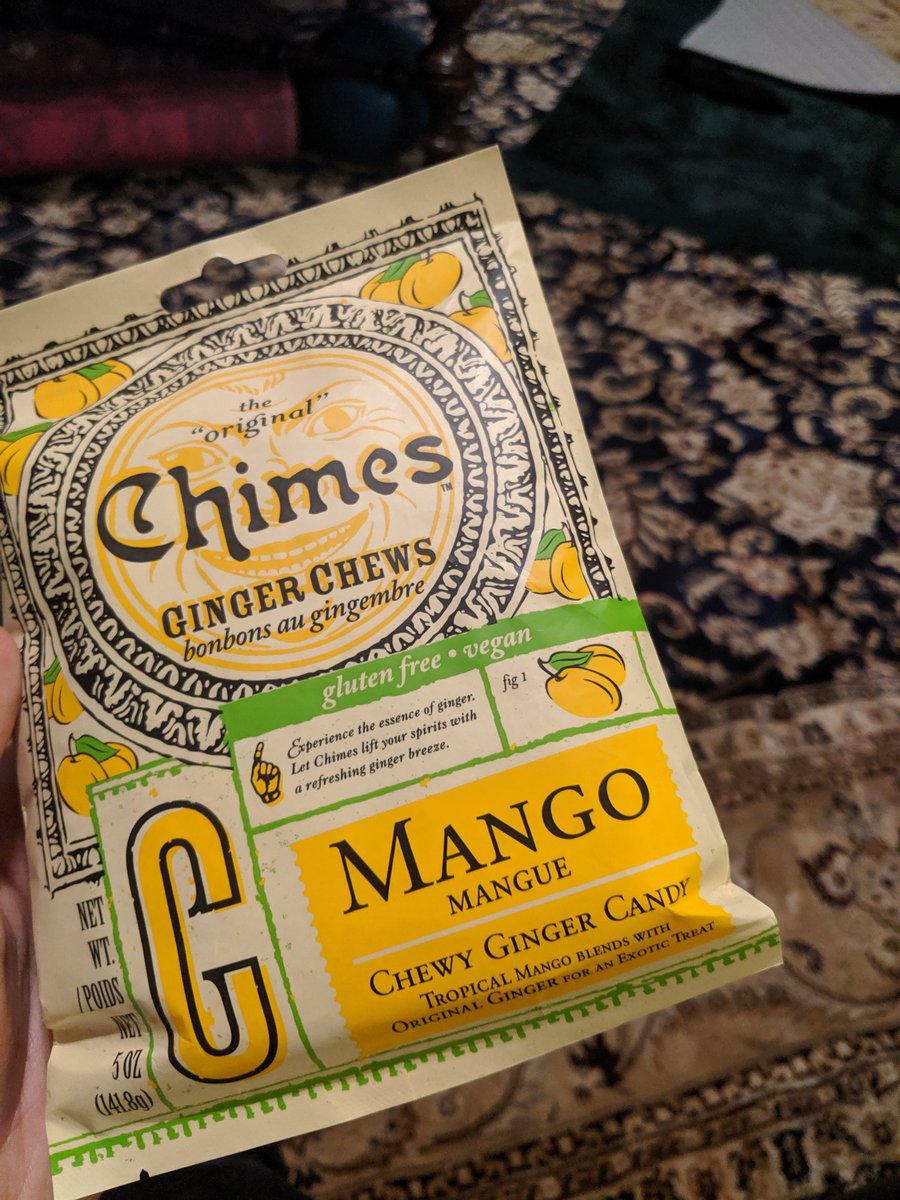 the
"original"
Chimes™
GINGER CHEWS
bonbons au gingembre
gluten free • vegan
Experience the essence of ginger.
Let Chimes lift your spirits with
a refreshing ginger breeze.
fig 1
C
MANGO
MANGUE
CHEWY GINGER CANDY
TROPICAL MANGO BLENDS WITH
ORIGINAL GINGER FOR AN EXOTIC TREAT
NET
WT.
/POIDS
NET
5 OZ
(141.8g)